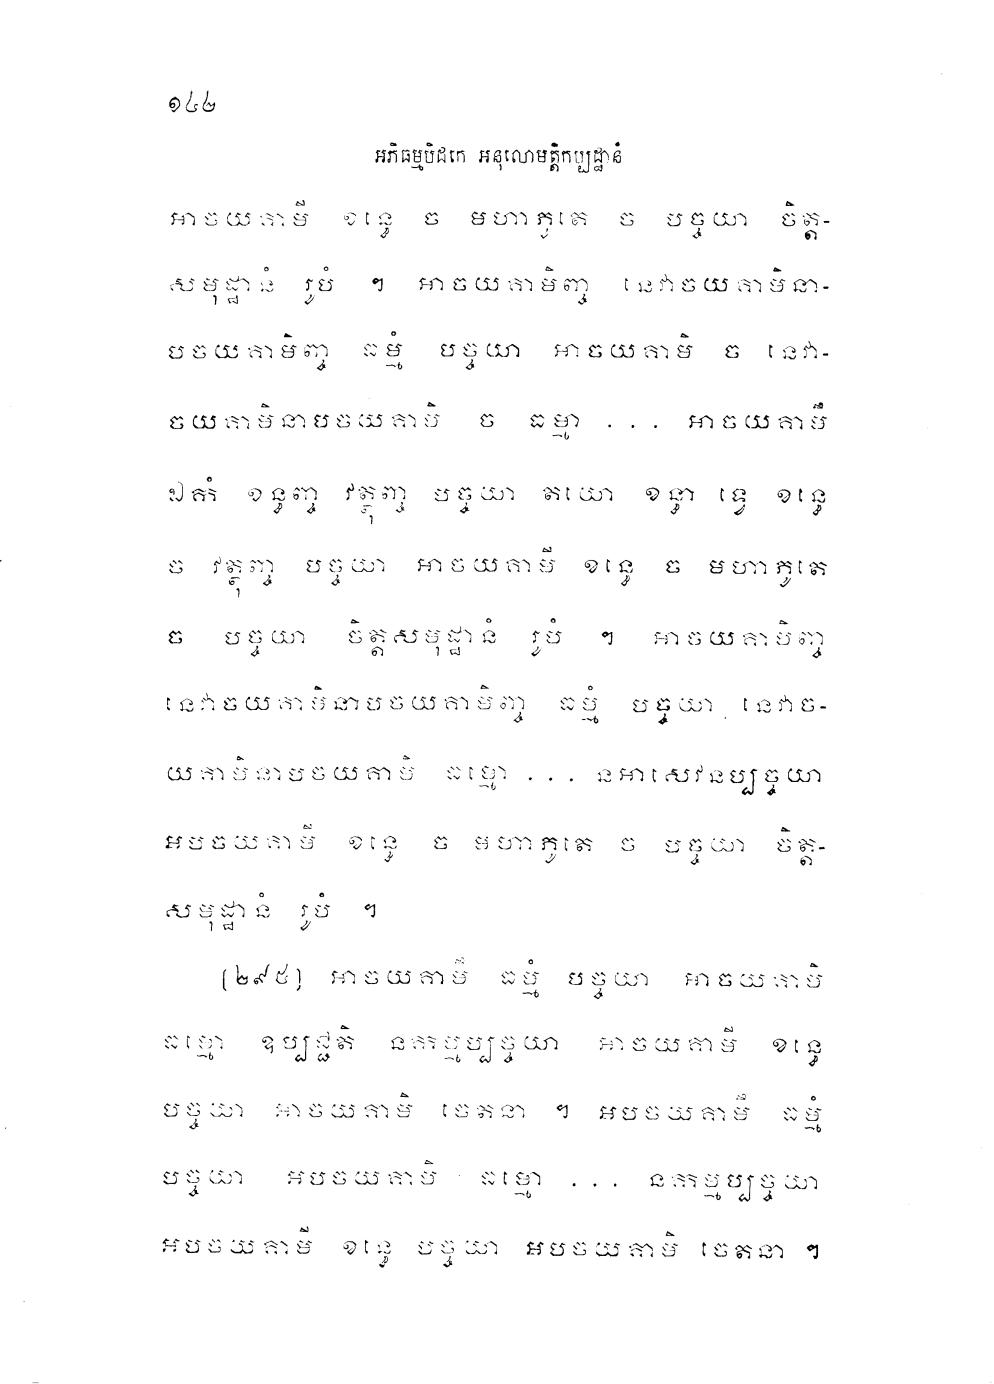 ១៤២
អភិធម្មបិដកេ អនុលោមត្តិកប្បដ្ឋានំ
អាចយគាមី ខន្ធេ ច មហាភូតេ ច បច្ចយា ចិត្ត-
សមុដ្ឋានំ រូបំ ។ អាចយគាមិញ្ច នេវាចយគាមិនា-
បចយគាមិញ្ច ធម្មំ បច្ចយា អាចយគាមិ ច នេវា-
ចយគាមិនាបចយគាមិ ច ធម្មា ... អាចយគាមឹ
ឯកំ ខន្ធញ្ច វត្ថុញ្ច បច្ចយា តយោ ខន្ធា ទ្វេ ខន្ធេ
ច វត្ថុញ្ច បច្ចយា អាចយគាមី ខន្ធេ ច មហាភូតេ
ច បច្ចយា ចិត្តសមុដ្ឋានំ រូបំ ។ អាចយគាមិញ្ច
នេវាចយគាមិនាបចយគាមិញ្ច ធម្មំ បច្ចយា នេវាច-
យគាមិនាបចយគាមិ ធម្មោ ... នអាសេវនប្បច្ចយា
អបចយគាមី ខន្ធេ ច មហាភូតេ ច បច្ចយា ចិត្ត-
សមុដ្ឋានំ រូបំ ។
[២៩៥] អាចយគាមឹ ធម្មំ បច្ចយា អាចយគាមិ
ធម្មោ ឧប្បជ្ជតិ នកម្មប្បច្ចយា អាចយគាមី ខន្ធេ
បច្ចយា អាចយគាមិ ចេតនា ។ អបចយគាមឹ ធម្មំ
បច្ចយា អបចយគាមិ ធម្មោ ... នកម្មប្បច្ចយា
អបចយគាមី ខន្ធេ បច្ចយា អបចយគាមិ ចេតនា ។